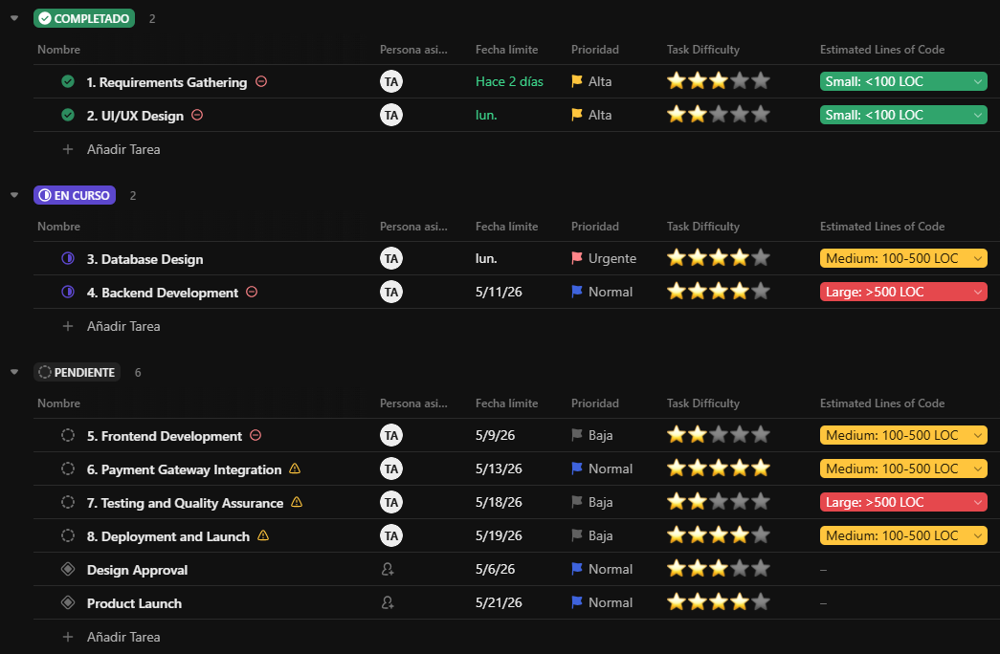 COMPLETADO 2
Nombre Persona asi... Fecha límite Prioridad Task Difficulty Estimated Lines of Code
1. Requirements Gathering TA Hace 2 días Alta Small: <100 LOC
2. UI/UX Design TA lun. Alta Small: <100 LOC
Añadir Tarea
EN CURSO 2
Nombre Persona asi... Fecha límite Prioridad Task Difficulty Estimated Lines of Code
3. Database Design TA lun. Urgente Medium: 100-500 LOC
4. Backend Development TA 5/11/26 Normal Large: >500 LOC
Añadir Tarea
PENDIENTE 6
Nombre Persona asi... Fecha límite Prioridad Task Difficulty Estimated Lines of Code
5. Frontend Development TA 5/9/26 Baja Medium: 100-500 LOC
6. Payment Gateway Integration TA 5/13/26 Normal Medium: 100-500 LOC
7. Testing and Quality Assurance TA 5/18/26 Baja Large: >500 LOC
8. Deployment and Launch TA 5/19/26 Baja Medium: 100-500 LOC
Design Approval 5/6/26 Normal –
Product Launch 5/21/26 Normal –
Añadir Tarea